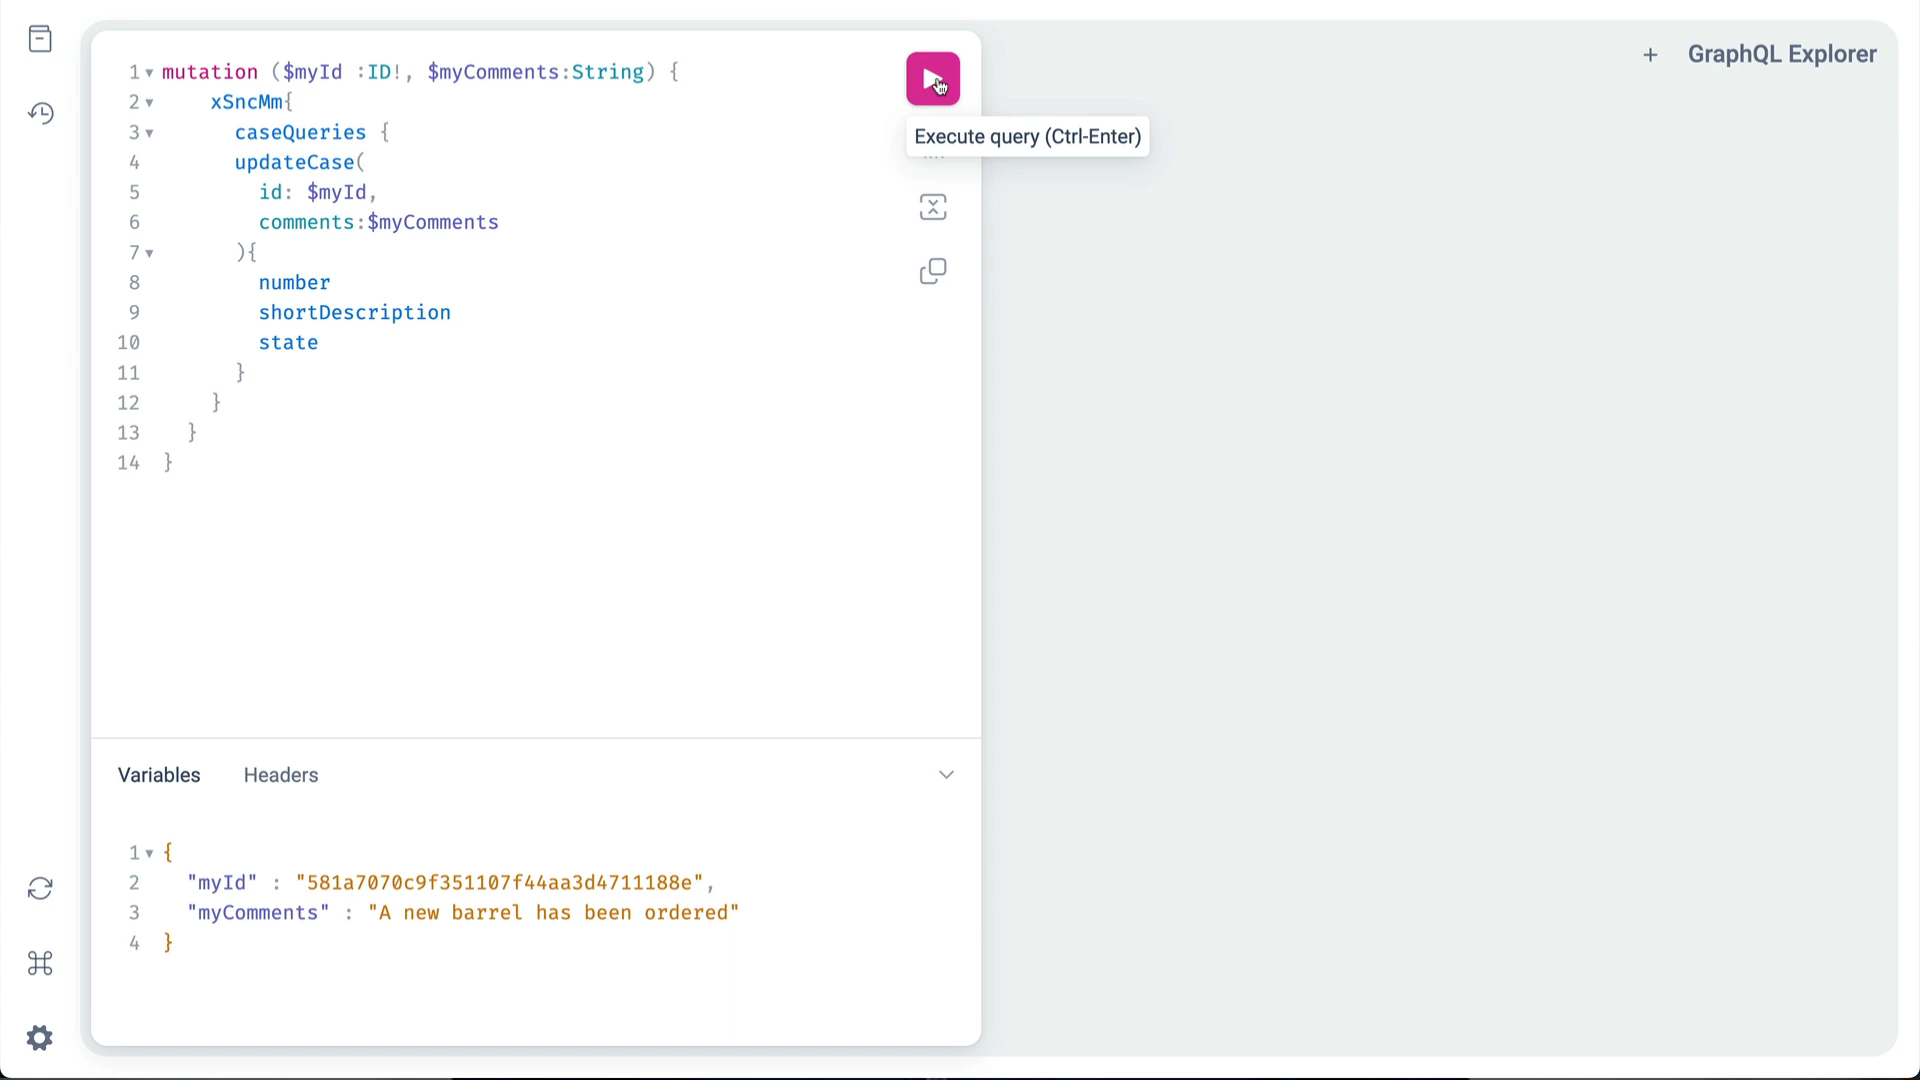 + GraphQL Explorer
1 mutation ($myId :ID!, $myComments:String) {
2 xSncMm{
3 caseQueries {
4 updateCase(
5 id: $myId,
6 comments:$myComments
7 ){
8 number
9 shortDescription
10 state
11 }
12 }
13 }
14 }
Execute query (Ctrl-Enter)
Variables Headers
1 {
2 "myId" : "581a7070c9f351107f44aa3d4711188e",
3 "myComments" : "A new barrel has been ordered"
4 }